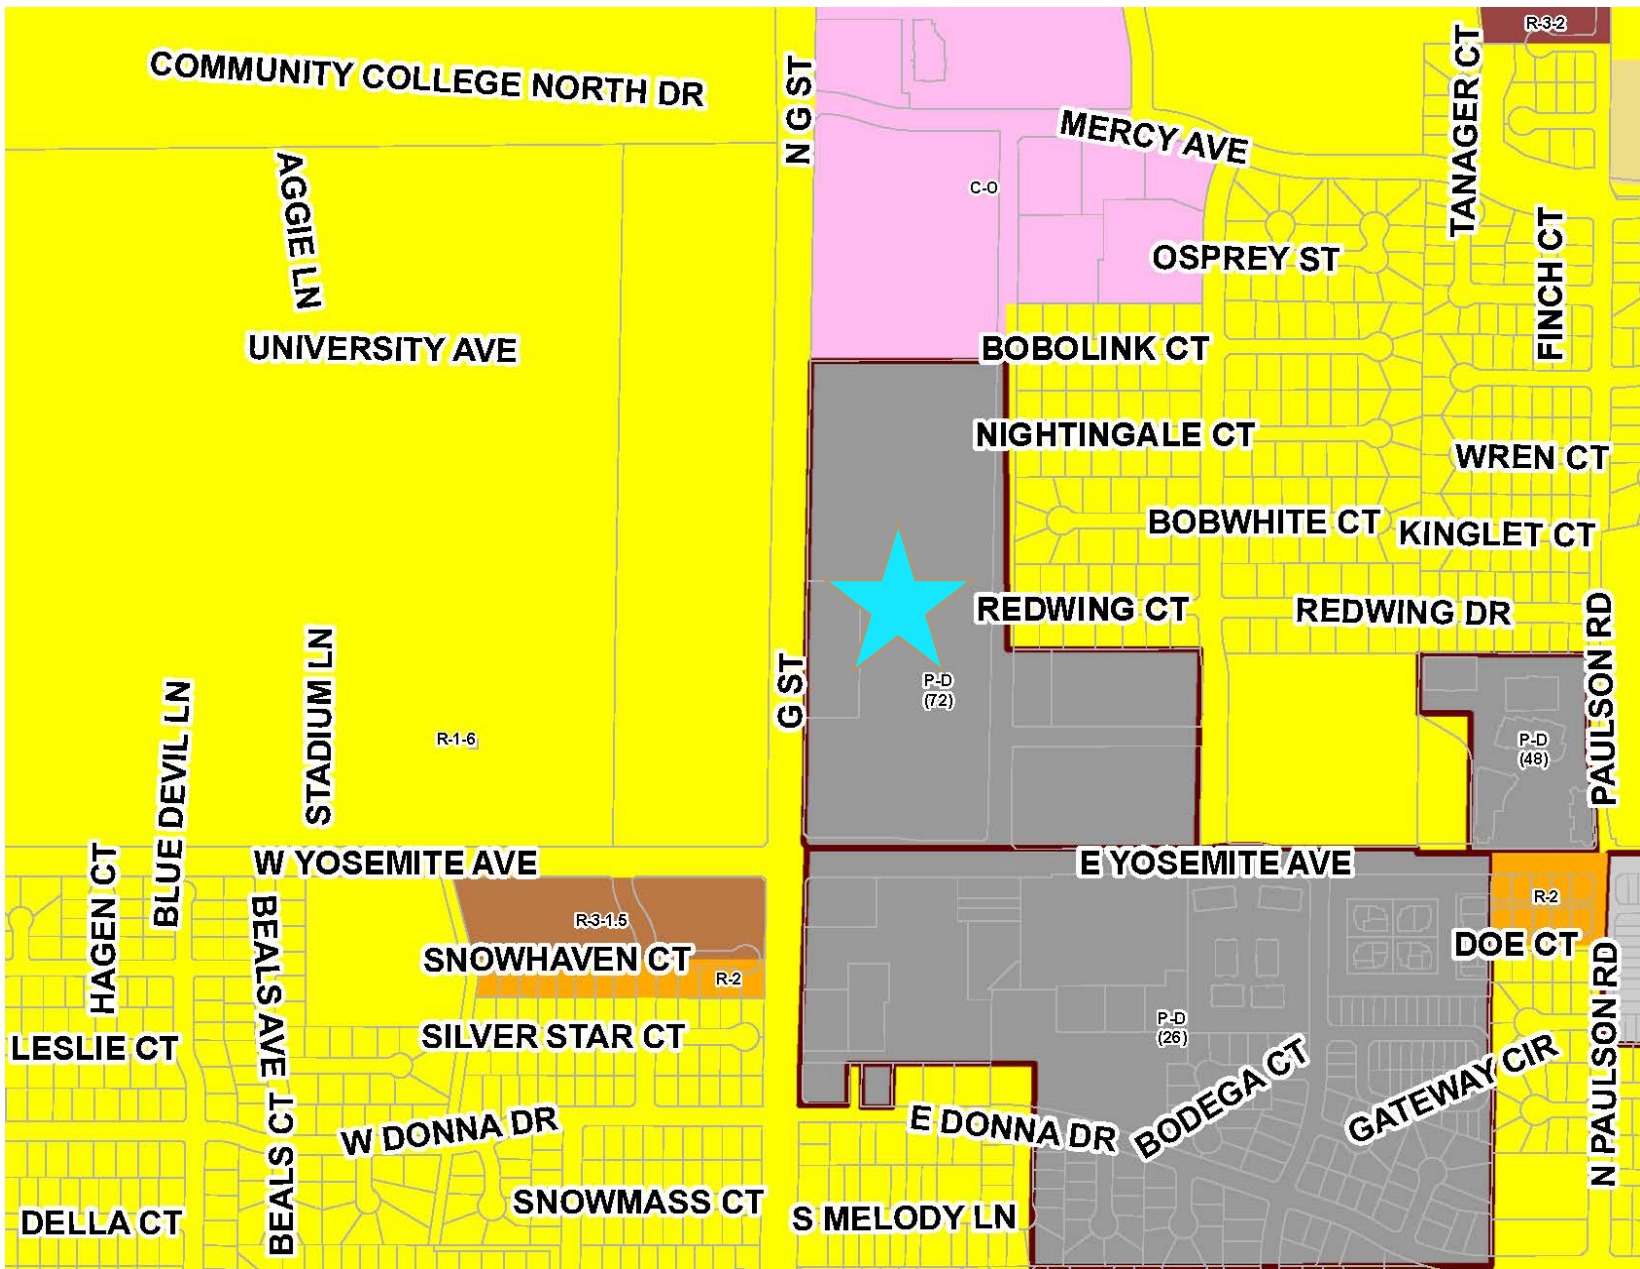 R-3-2
COMMUNITY COLLEGE NORTH DR
N G ST
MERCY AVE
TANAGER CT
AGGIE LN
C-O
OSPREY ST
FINCH CT
UNIVERSITY AVE
BOBOLINK CT
NIGHTINGALE CT
WREN CT
BOBWHITE CT
KINGLET CT
REDWING CT
REDWING DR
PAULSON RD
STADIUM LN
G ST
P-D
(72)
BLUE DEVIL LN
R-1-6
P-D
(48)
W YOSEMITE AVE
E YOSEMITE AVE
HAGEN CT
BEALS AVE
R-3-1.5
R-2
SNOWHAVEN CT
DOE CT
R-2
N PAULSON RD
LESLIE CT
SILVER STAR CT
P-D
(26)
BODEGA CT
GATEWAY CIR
BEALS CT
W DONNA DR
E DONNA DR
DELLA CT
SNOWMASS CT
S MELODY LN